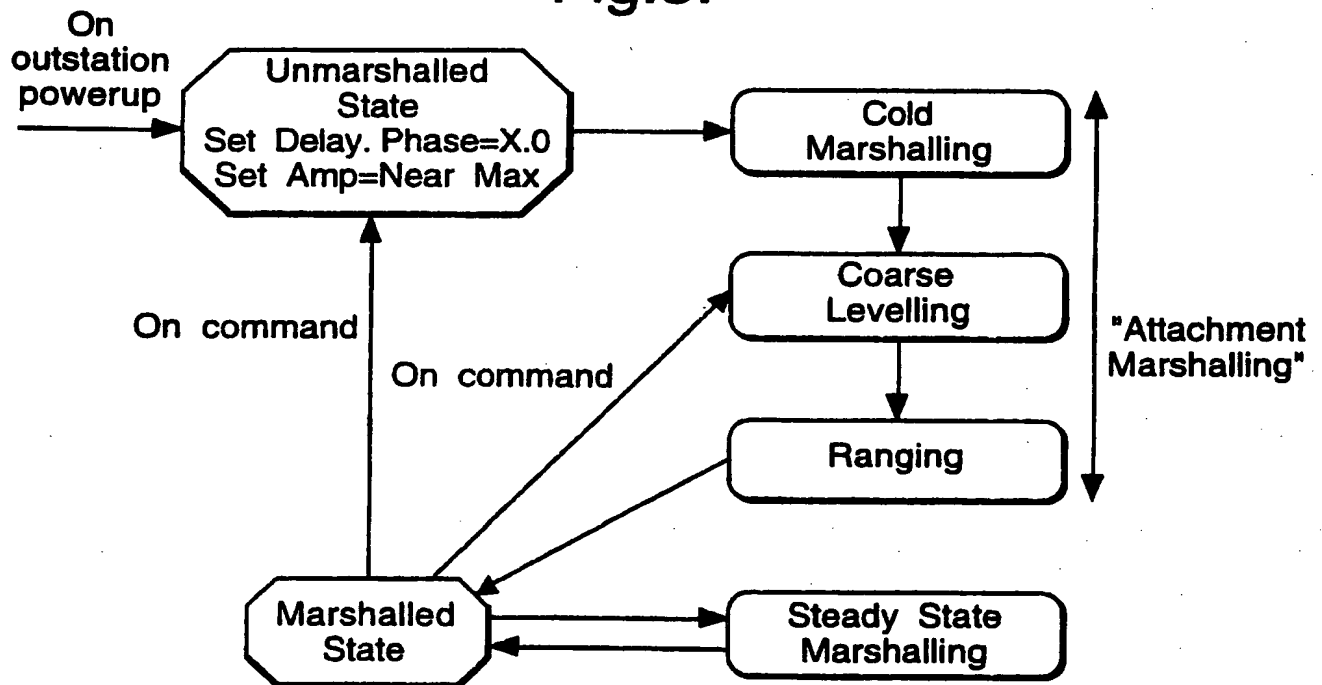 On
outstation
powerup
Unmarshalled
State
Set Delay. Phase=X.0
Set Amp=Near Max
Cold
Marshalling
Coarse
Levelling
"Attachment
Marshalling"
On command
On command
Ranging
Marshalled
State
Steady State
Marshalling